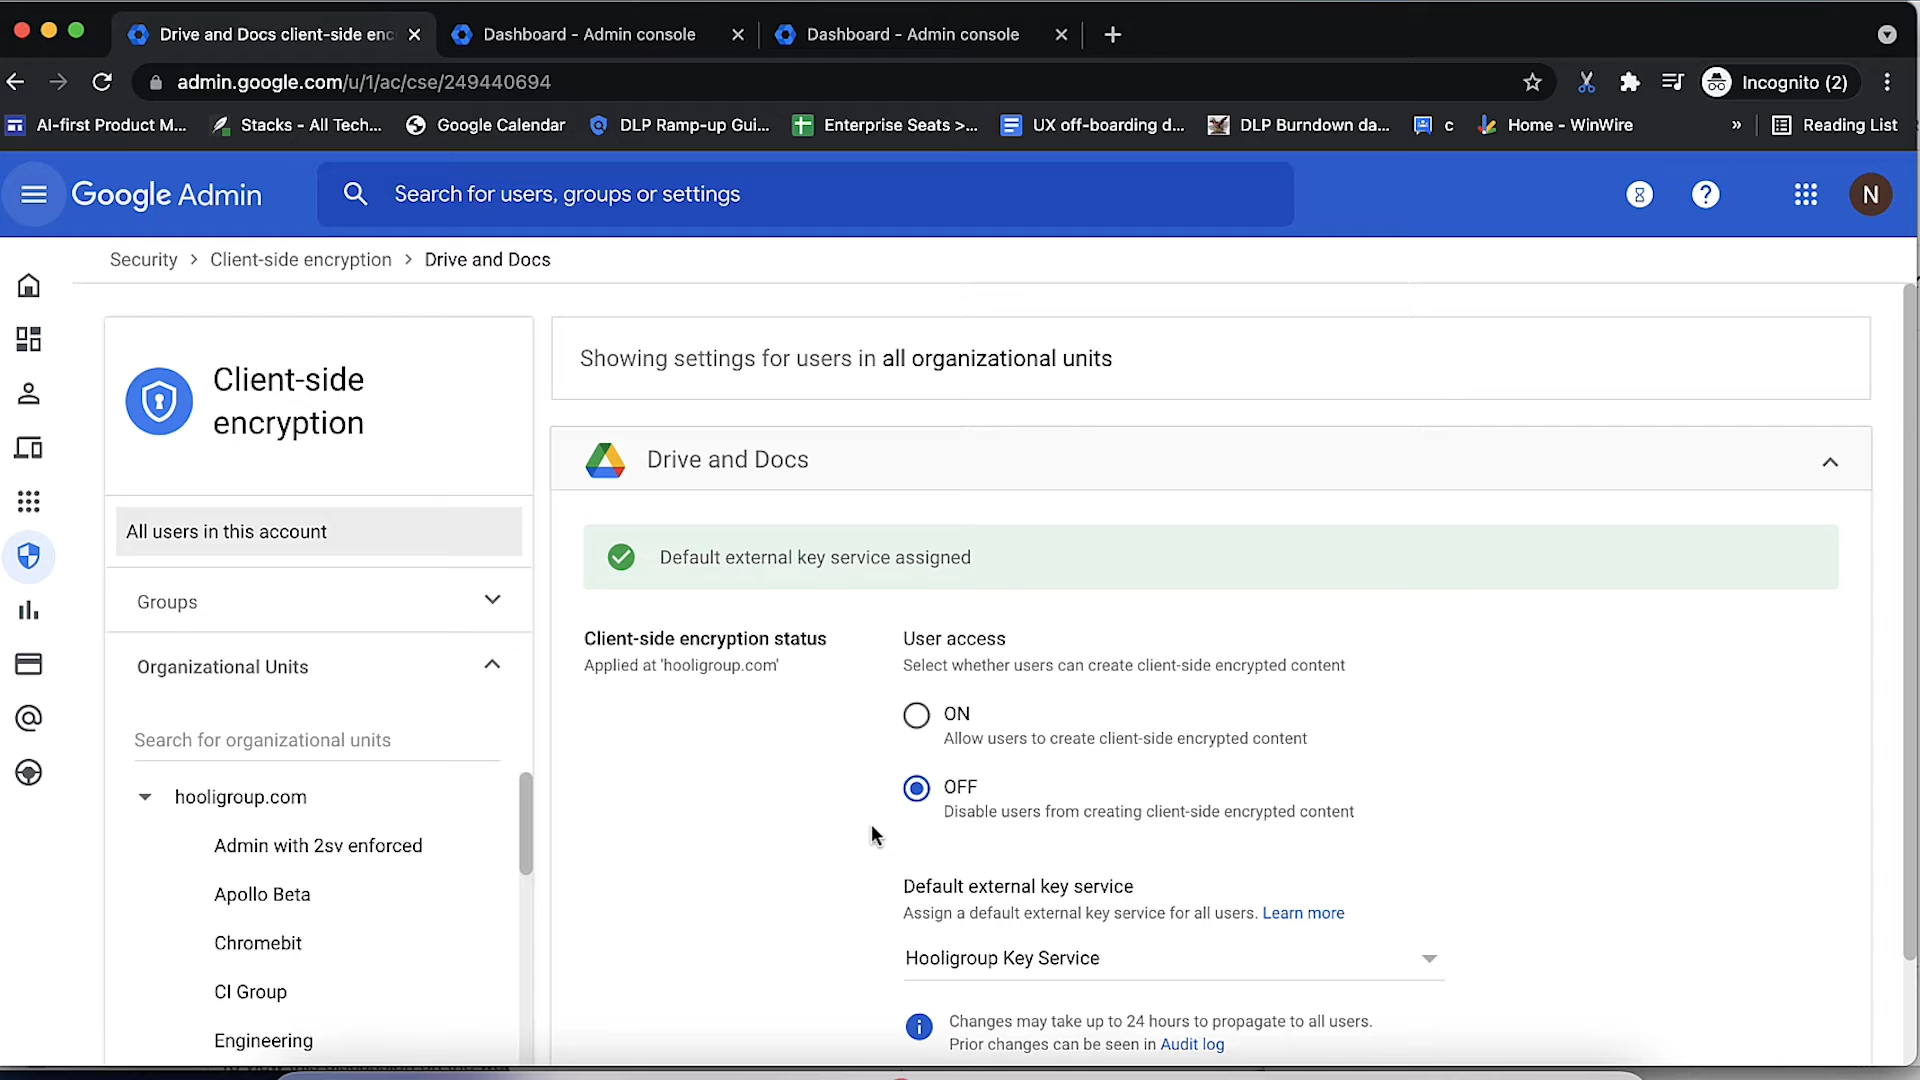 Drive and Docs client-side enc
Dashboard - Admin console
Dashboard - Admin console
admin.google.com/u/1/ac/cse/249440694
Incognito (2)
AI-first Product M...
Stacks - All Tech...
Google Calendar
DLP Ramp-up Gui...
Enterprise Seats >...
UX off-boarding d...
DLP Burndown da...
c
Home - WinWire
»
Reading List
Google Admin
Search for users, groups or settings
N
Security > Client-side encryption > Drive and Docs
Client-side
encryption
All users in this account
Groups
Organizational Units
Search for organizational units
hooligroup.com
Admin with 2sv enforced
Apollo Beta
Chromebit
CI Group
Engineering
Showing settings for users in all organizational units
Drive and Docs
Default external key service assigned
Client-side encryption status
Applied at 'hooligroup.com'
User access
Select whether users can create client-side encrypted content
ON
Allow users to create client-side encrypted content
OFF
Disable users from creating client-side encrypted content
Default external key service
Assign a default external key service for all users. Learn more
Hooligroup Key Service
Changes may take up to 24 hours to propagate to all users.
Prior changes can be seen in Audit log